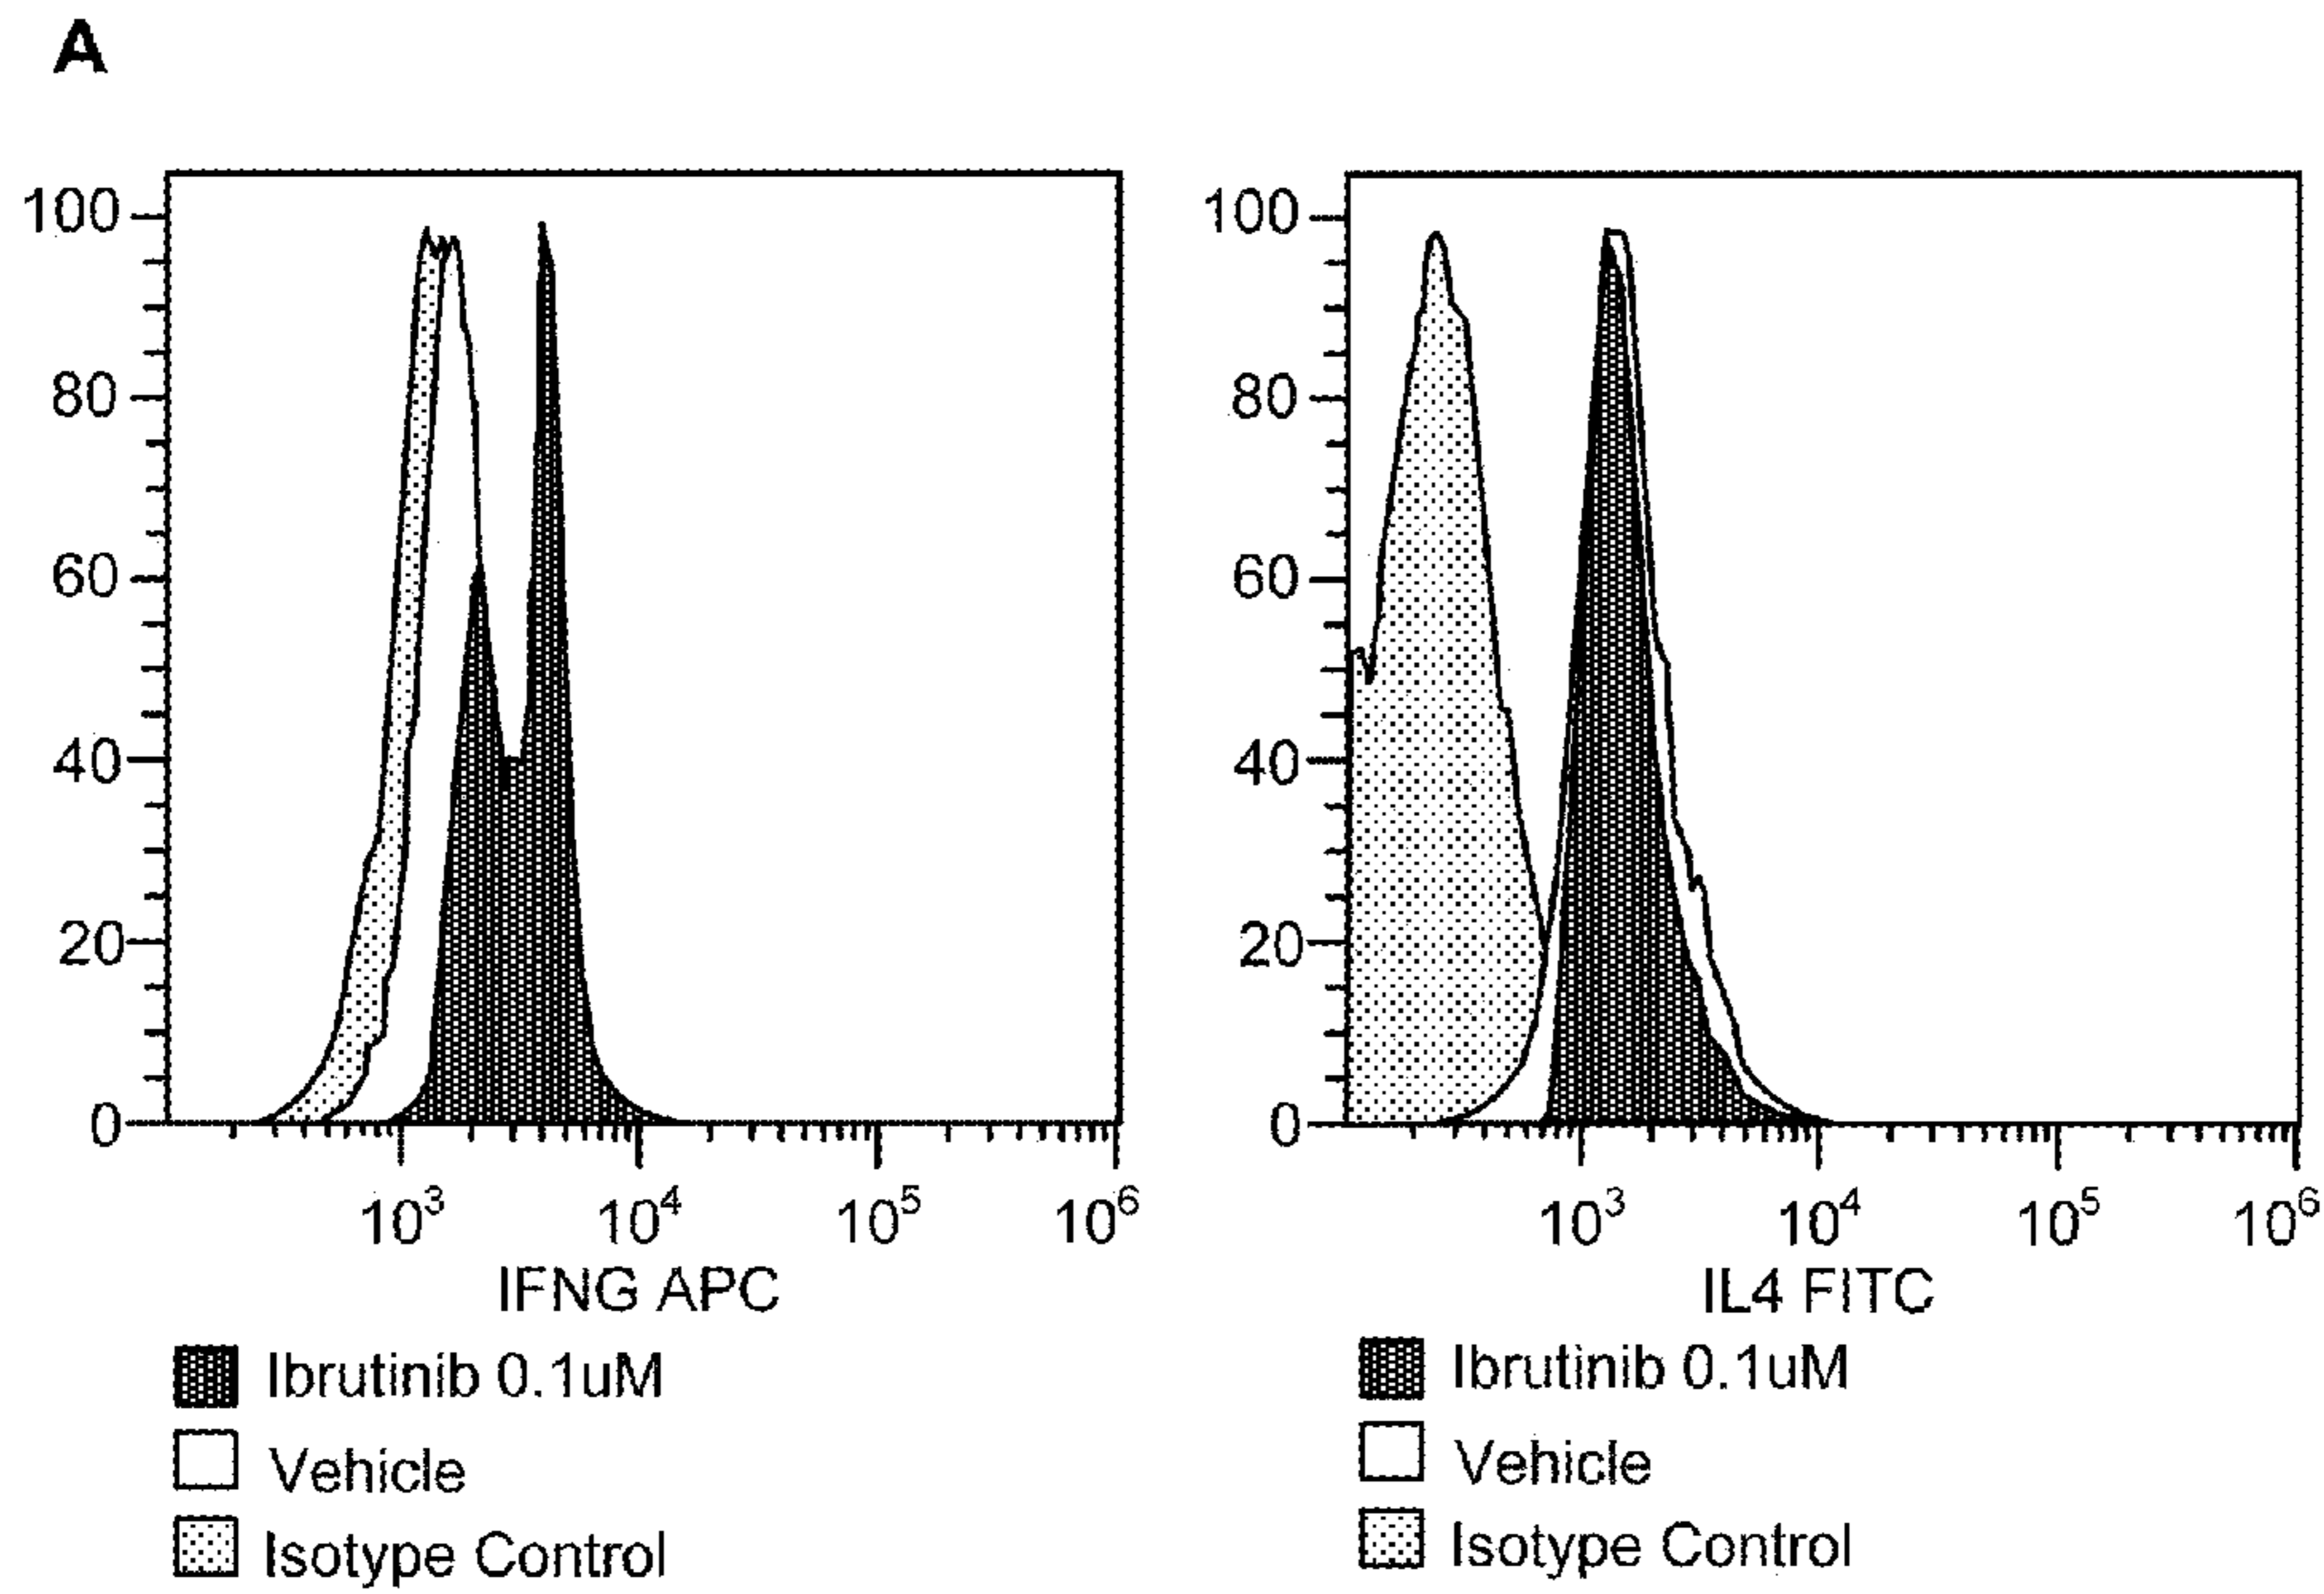 A
100
80
60
40
20
0
10³ 10⁴ 10⁵ 10⁶
IFNG APC
Ibrutinib 0.1uM
Vehicle
Isotype Control
100
80
60
40
20
0
10³ 10⁴ 10⁵ 10⁶
IL4 FITC
Ibrutinib 0.1uM
Vehicle
Isotype Control